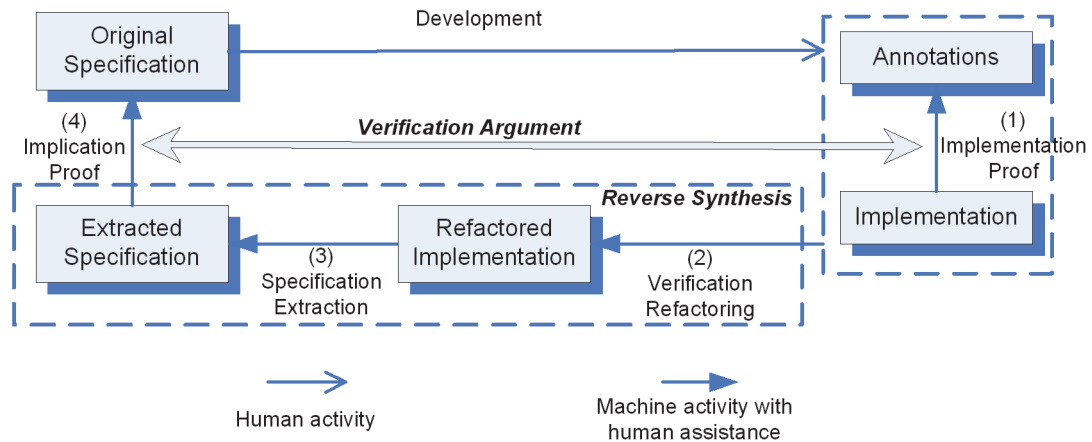 Development
Original
Specification
Annotations
(4)
Implication
Proof
Verification Argument
(1)
Implementation
Proof
Reverse Synthesis
Extracted
Specification
Refactored
Implementation
Implementation
(3)
Specification
Extraction
(2)
Verification
Refactoring
Human activity
Machine activity with
human assistance